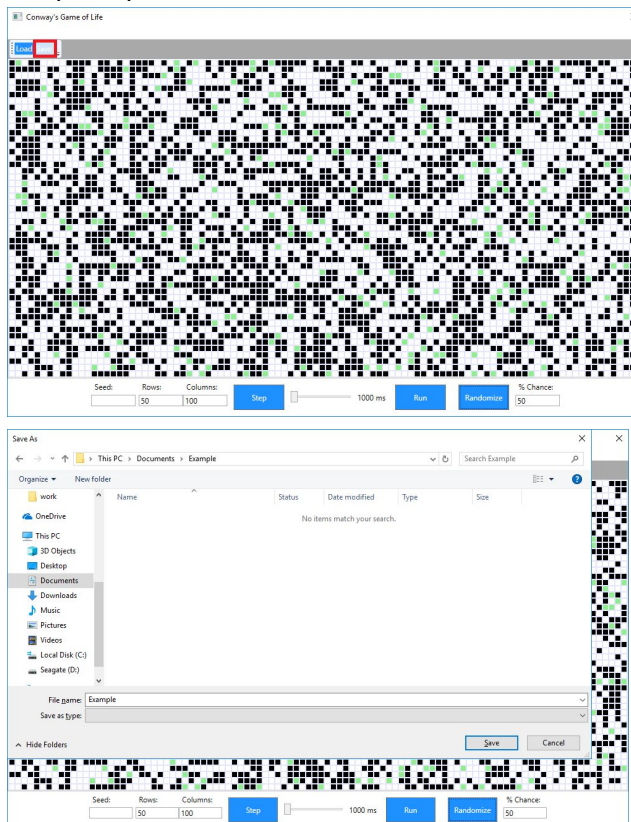 Conway's Game of Life
Load Save
Seed: Rows: Columns: % Chance:
50 100 Step 1000 ms Run Randomize 50
Save As
This PC > Documents > Example
Search Example
Organize New folder
Name Status Date modified Type Size
work
No items match your search.
OneDrive
This PC
3D Objects
Desktop
Documents
Downloads
Music
Pictures
Videos
Local Disk (C:)
Seagate (D:)
File name: Example
Save as type:
Hide Folders
Save Cancel
Seed: Rows: Columns: % Chance:
50 100 Step 1000 ms Run Randomize 50